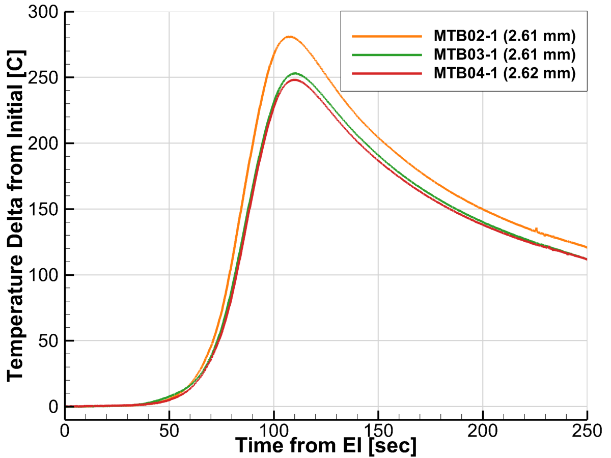 Temperature Delta from Initial [C]
300
250
200
150
100
50
0
MTB02-1 (2.61 mm)
MTB03-1 (2.61 mm)
MTB04-1 (2.62 mm)
0 50 100 150 200 250
Time from EI [sec]